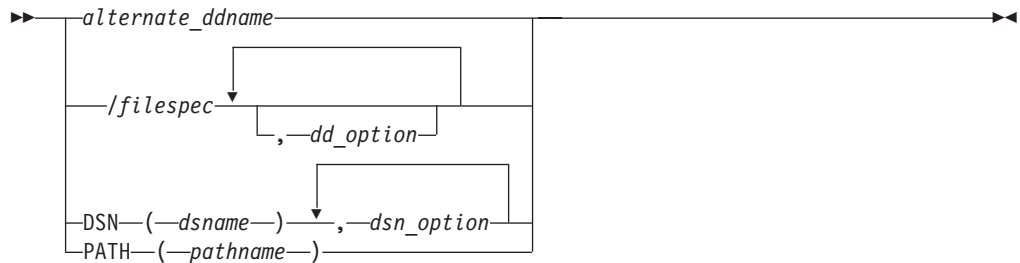 alternate_ddname
/filespec
, dd_option
DSN ( dsname ) , dsn_option
PATH ( pathname )